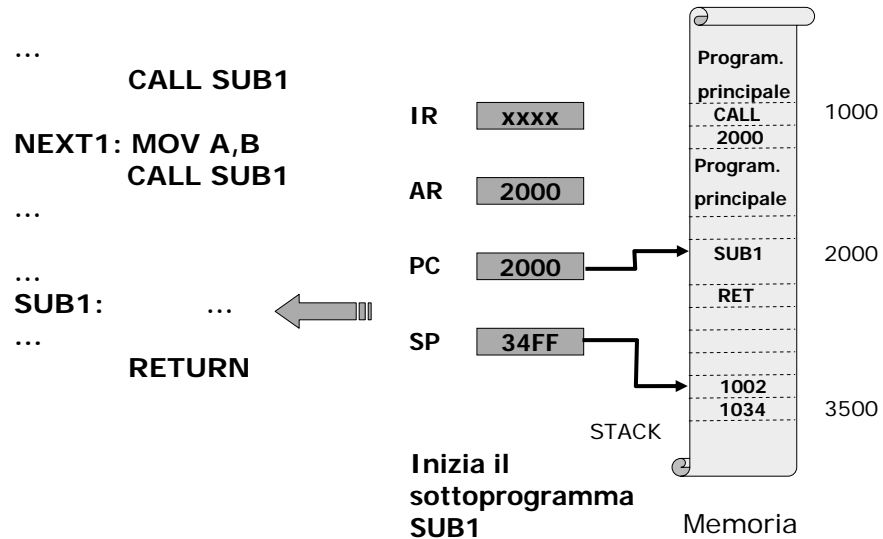 ...
CALL SUB1
NEXT1: MOV A,B
CALL SUB1
...
...
SUB1: ...
...
RETURN
IR xxxx
AR 2000
PC 2000
SP 34FF
STACK
Inizia il
sottoprogramma
SUB1
Program.
principale
CALL 1000
2000
Program.
principale
SUB1 2000
RET
1002
1034 3500
Memoria